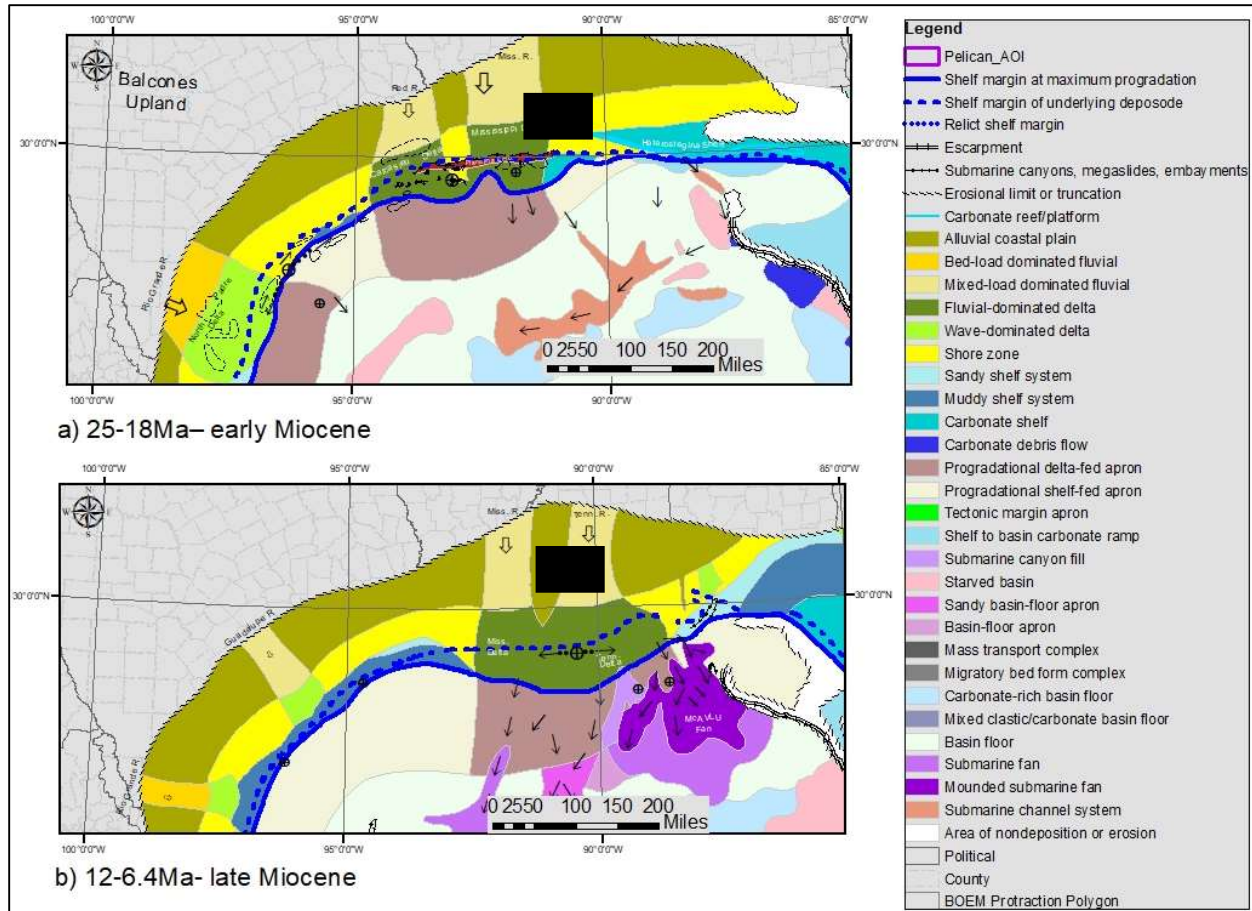 100°0'0"W
95°0'0"W
90°0'0"W
85°0'0"W
N
W
E
S
Balcones
Upland
Miss. R.
Red R.
30°0'0"N
30°0'0"N
Heterostegina Shelf
Rio Grande R.
North Padre
Delta
0 2550 100 150 200
Miles
100°0'0"W
95°0'0"W
90°0'0"W
a) 25-18Ma– early Miocene
100°0'0"W
95°0'0"W
90°0'0"W
85°0'0"W
N
W
E
S
Miss. R.
Tenn. R.
30°0'0"N
30°0'0"N
Guadalupe R.
Miss.
Delta
Tenn.
Delta
McAVLU
Fan
Rio Grande R.
0 2550 100 150 200
Miles
100°0'0"W
95°0'0"W
90°0'0"W
b) 12-6.4Ma- late Miocene
Legend
Pelican_AOI
Shelf margin at maximum progradation
Shelf margin of underlying deposode
Relict shelf margin
Escarpment
Submarine canyons, megaslides, embayments
Erosional limit or truncation
Carbonate reef/platform
Alluvial coastal plain
Bed-load dominated fluvial
Mixed-load dominated fluvial
Fluvial-dominated delta
Wave-dominated delta
Shore zone
Sandy shelf system
Muddy shelf system
Carbonate shelf
Carbonate debris flow
Progradational delta-fed apron
Progradational shelf-fed apron
Tectonic margin apron
Shelf to basin carbonate ramp
Submarine canyon fill
Starved basin
Sandy basin-floor apron
Basin-floor apron
Mass transport complex
Migratory bed form complex
Carbonate-rich basin floor
Mixed clastic/carbonate basin floor
Basin floor
Submarine fan
Mounded submarine fan
Submarine channel system
Area of nondeposition or erosion
Political
County
BOEM Protraction Polygon